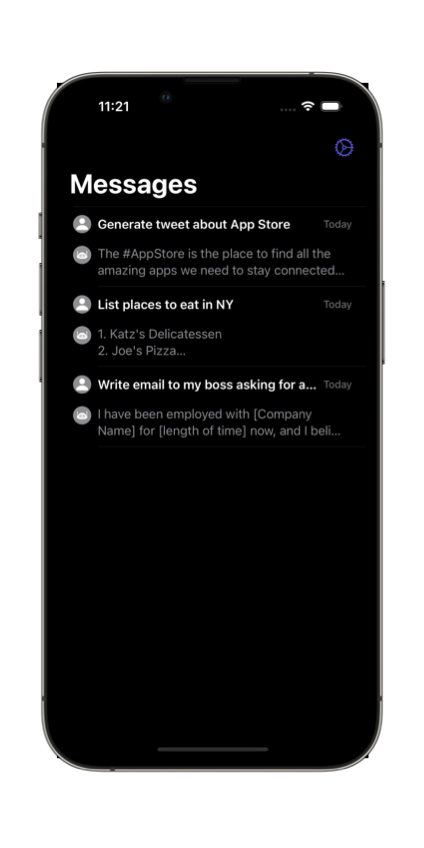 11:21
Messages
Generate tweet about App Store Today
The #AppStore is the place to find all the
amazing apps we need to stay connected...
List places to eat in NY Today
1. Katz's Delicatessen
2. Joe's Pizza...
Write email to my boss asking for a... Today
I have been employed with [Company
Name] for [length of time] now, and I beli...